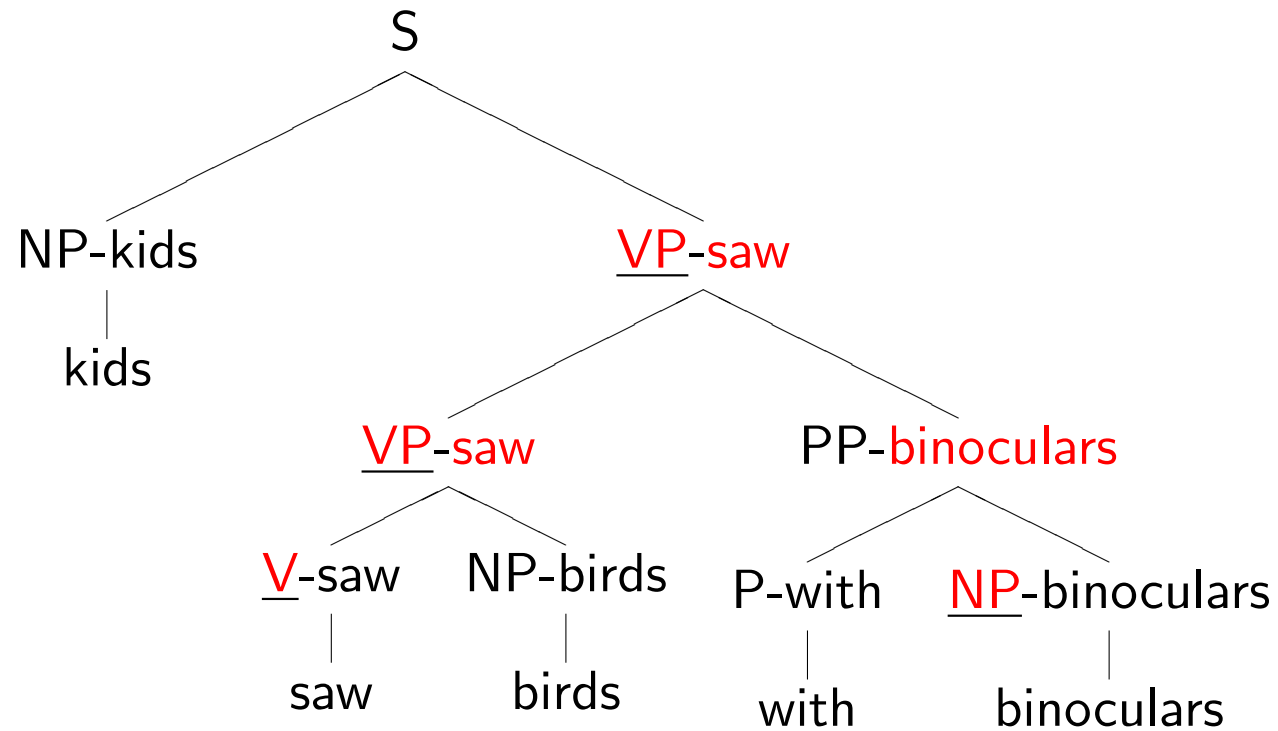 S
NP-kids VP-saw
kids
VP-saw PP-binoculars
V-saw NP-birds P-with NP-binoculars
saw birds with binoculars